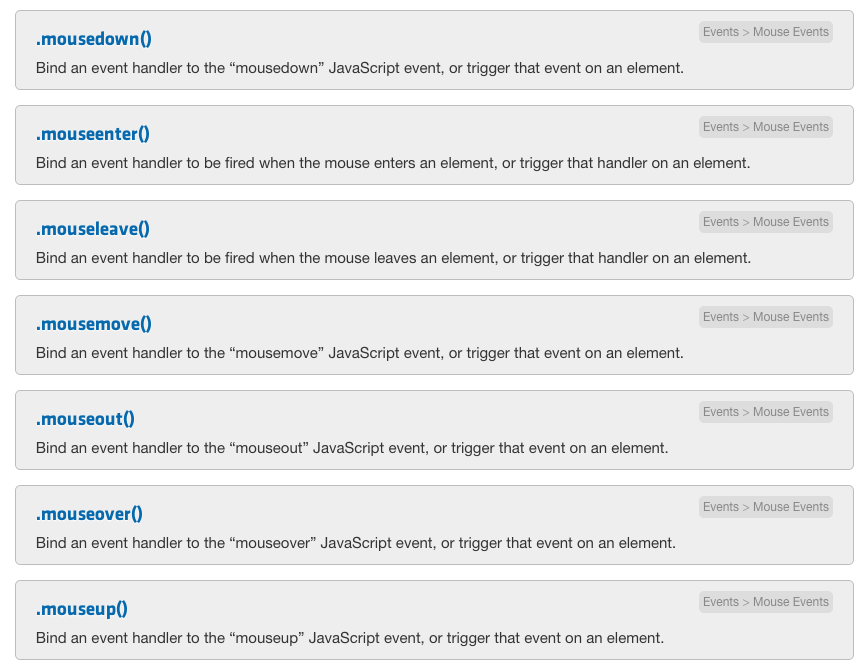 .mousedown()
Events > Mouse Events
Bind an event handler to the “mousedown” JavaScript event, or trigger that event on an element.
.mouseenter()
Events > Mouse Events
Bind an event handler to be fired when the mouse enters an element, or trigger that handler on an element.
.mouseleave()
Events > Mouse Events
Bind an event handler to be fired when the mouse leaves an element, or trigger that handler on an element.
.mousemove()
Events > Mouse Events
Bind an event handler to the “mousemove” JavaScript event, or trigger that event on an element.
.mouseout()
Events > Mouse Events
Bind an event handler to the “mouseout” JavaScript event, or trigger that event on an element.
.mouseover()
Events > Mouse Events
Bind an event handler to the “mouseover” JavaScript event, or trigger that event on an element.
.mouseup()
Events > Mouse Events
Bind an event handler to the “mouseup” JavaScript event, or trigger that event on an element.